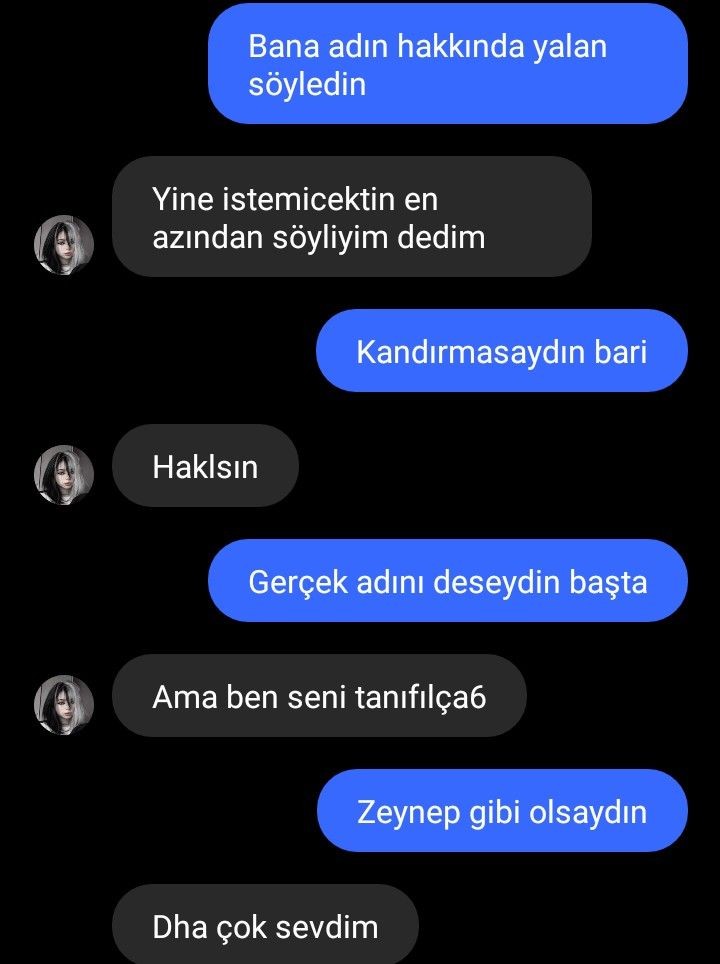 Bana adın hakkında yalan
söyledin
Yine istemicektin en
azından söyliyim dedim
Kandırmasaydın bari
Haklsın
Gerçek adını deseydin başta
Ama ben seni tanıfılça6
Zeynep gibi olsaydın
Dha çok sevdim